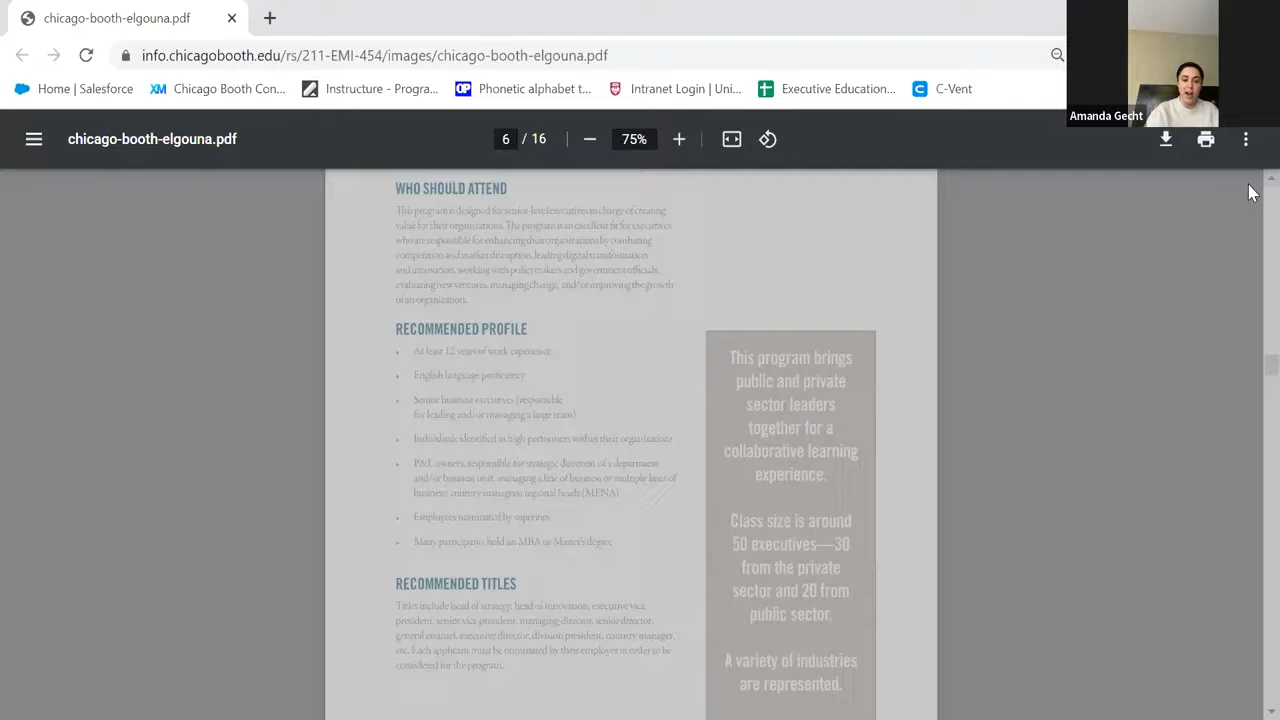 chicago-booth-elgouna.pdf
info.chicagobooth.edu/rs/211-EMI-454/images/chicago-booth-elgouna.pdf
Home | Salesforce
XM Chicago Booth Con...
Instructure - Progra...
OP Phonetic alphabet t...
Intranet Login | Uni...
Executive Education...
C C-Vent
Amanda Gecht
chicago-booth-elgouna.pdf
6 / 16
75%
WHO SHOULD ATTEND
This program is designed for senior-level executives in charge of creating
value for their organizations. The program is an excellent fit for executives
who are responsible for enhancing their organizations by combating
competition and market disruption, leading digital transformation
and innovation, working with policymakers and government officials,
evaluating new ventures, managing change, and/or improving the growth
of an organization.
RECOMMENDED PROFILE
• At least 12 years of work experience
• English language proficiency
• Senior business executives (responsible
for leading and/or managing a large team)
• Individuals identified as high performers within their organizations
• P&L owners, responsible for strategic direction of a department
and/or business unit, managing a line of business or multiple lines of
business; country managers; regional heads (MENA)
• Employees nominated by superiors
• Many participants hold an MBA or Master's degree
RECOMMENDED TITLES
Titles include head of strategy, head of innovation, executive vice
president, senior vice president, managing director, senior director,
general counsel, executive director, division president, country manager,
etc. Each applicant must be nominated by their employer in order to be
considered for the program.
This program brings
public and private
sector leaders
together for a
collaborative learning
experience.
Class size is around
50 executives—30
from the private
sector and 20 from
public sector.
A variety of industries
are represented.